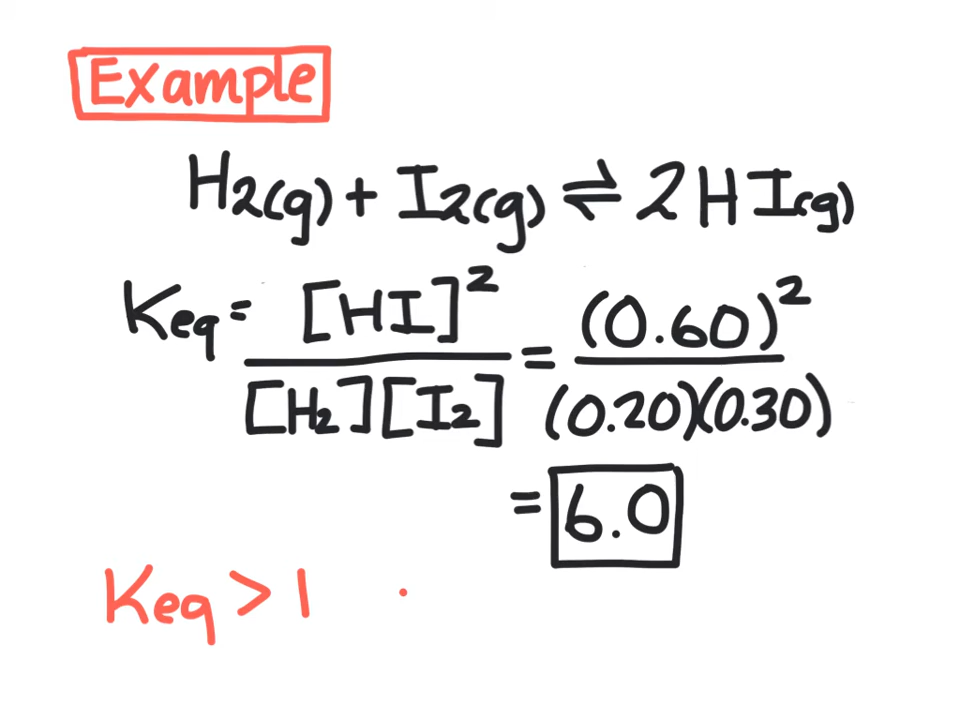 Example
H₂(g) + I₂(g) ⇌ 2HI(g)
Keq = [HI]² / [H₂][I₂] = (0.60)² / (0.20)(0.30)
= 6.0
Keq > 1